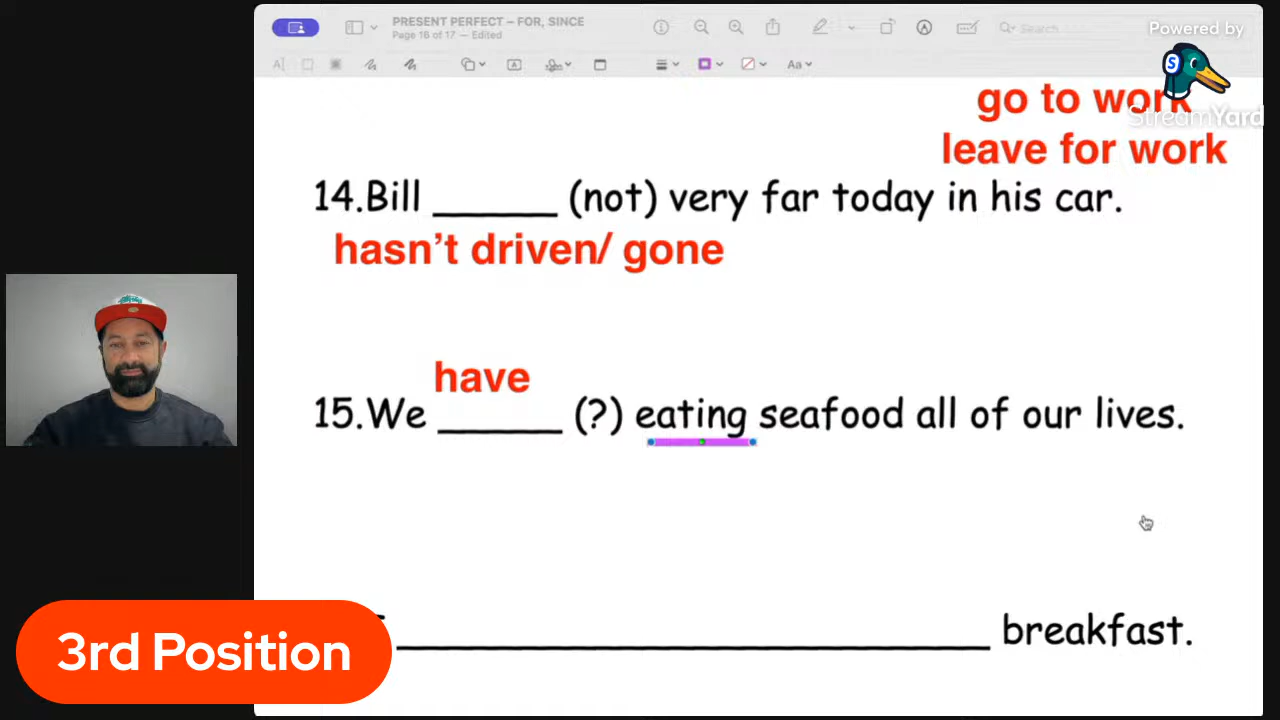 PRESENT PERFECT – FOR, SINCE
Page 16 of 17 — Edited
Search
Powered by
StreamYard
go to work
leave for work
14.Bill ______ (not) very far today in his car.
hasn't driven/ gone
have
15.We ______ (?) eating seafood all of our lives.
______ breakfast.
3rd Position